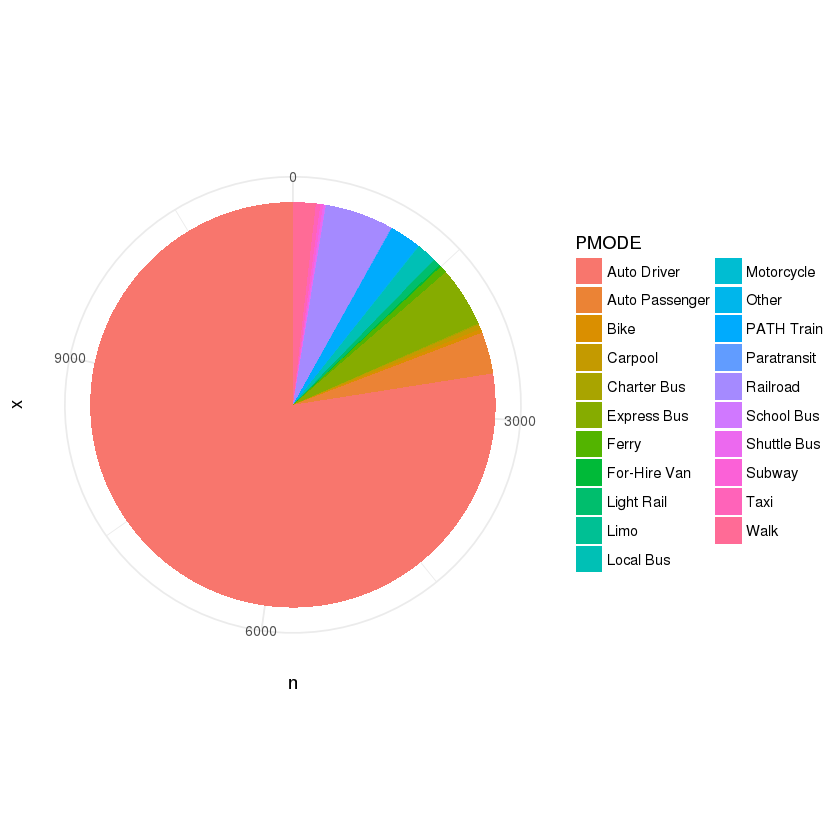 0
9000
3000
6000
x
n
PMODE
Auto Driver
Auto Passenger
Bike
Carpool
Charter Bus
Express Bus
Ferry
For-Hire Van
Light Rail
Limo
Local Bus
Motorcycle
Other
PATH Train
Paratransit
Railroad
School Bus
Shuttle Bus
Subway
Taxi
Walk